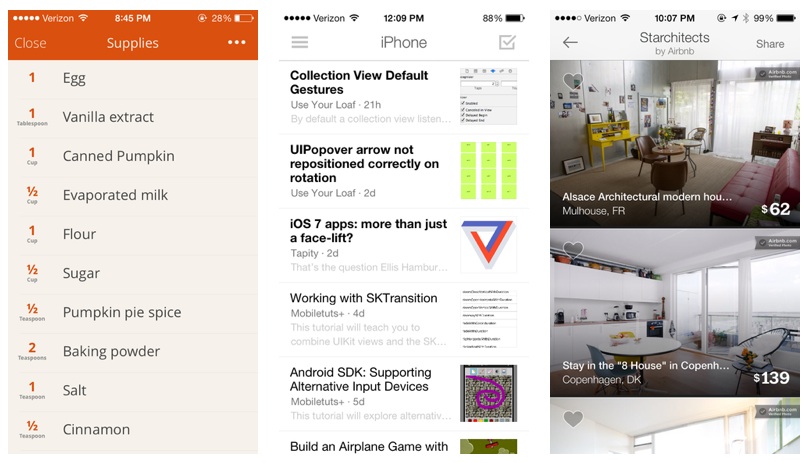 Verizon 8:45 PM 28%
Close Supplies
1 Egg
1 Tablespoon Vanilla extract
1 Cup Canned Pumpkin
½ Cup Evaporated milk
1 Cup Flour
½ Cup Sugar
½ Teaspoon Pumpkin pie spice
2 Teaspoons Baking powder
1 Teaspoon Salt
½ Teaspoon Cinnamon
Verizon 12:09 PM 88%
iPhone
Collection View Default
Gestures
Use Your Loaf · 21h
By default a collection view listen…
UIPopover arrow not
repositioned correctly on
rotation
Use Your Loaf · 2d
iOS 7 apps: more than just
a face-lift?
Tapity · 2d
That's the question Ellis Hambur…
Working with SKTransition
Mobiletuts+ · 4d
This tutorial will teach you to
combine UIKit views and the SK…
Android SDK: Supporting
Alternative Input Devices
Mobiletuts+ · 5d
This tutorial will explore alternativ…
Build an Airplane Game with
Verizon 10:07 PM 99%
Starchitects
by Airbnb
Share
Airbnb.com
Alsace Architectural modern hou…
Mulhouse, FR
$62
Airbnb.com
Stay in the "8 House" in Copenh…
Copenhagen, DK
$139
Airbnb.com